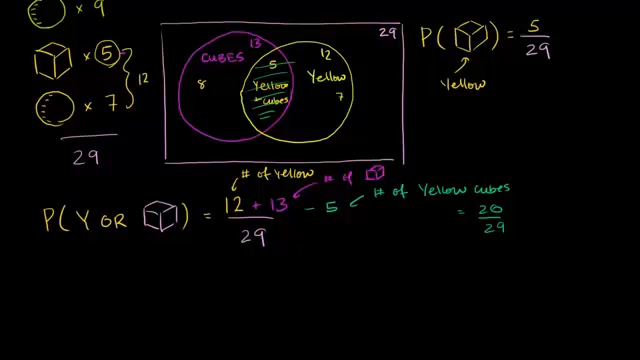 × 9
× 5
12
× 7
29
29
CUBES 13
8
5
Yellow
cubes
12
Yellow
7
P( ) = 5/29
Yellow
# of Yellow
# of
P( Y OR ) = 12 + 13 - 5
29
# of Yellow cubes
= 20/29